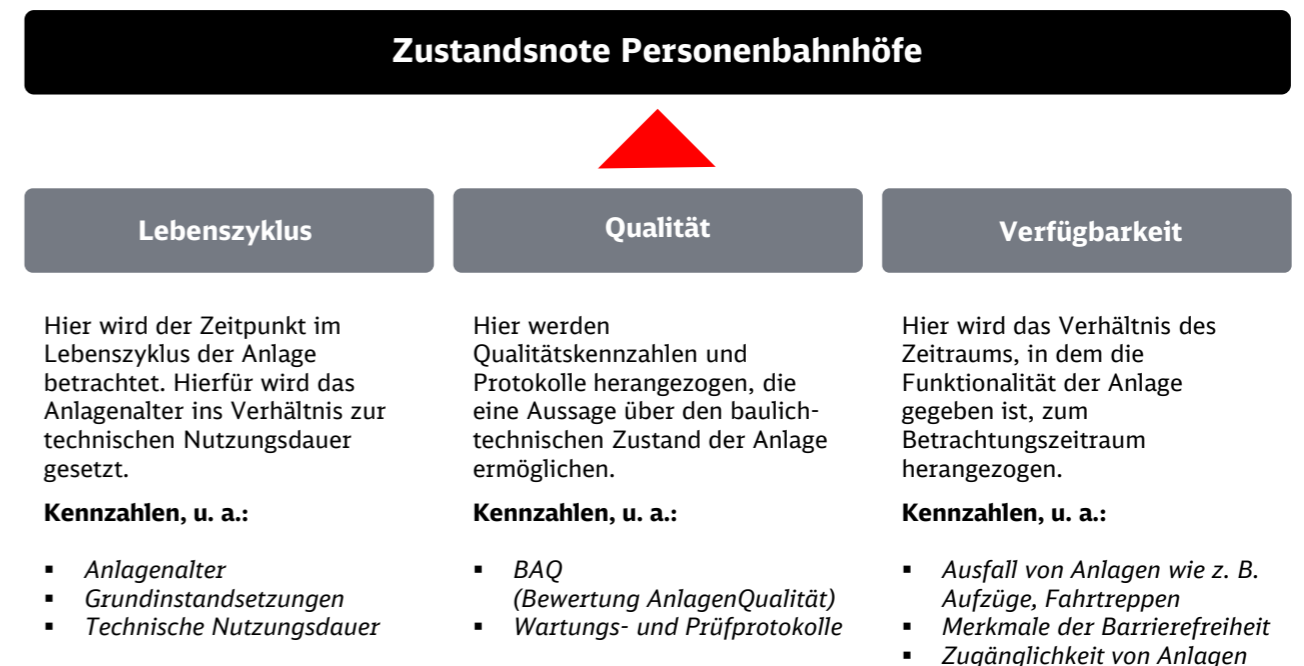 Zustandsnote Personenbahnhöfe
Lebenszyklus
Hier wird der Zeitpunkt im
Lebenszyklus der Anlage
betrachtet. Hierfür wird das
Anlagenalter ins Verhältnis zur
technischen Nutzungsdauer
gesetzt.
Kennzahlen, u. a.:
▪ Anlagenalter
▪ Grundinstandsetzungen
▪ Technische Nutzungsdauer
Qualität
Hier werden
Qualitätskennzahlen und
Protokolle herangezogen, die
eine Aussage über den baulich-
technischen Zustand der Anlage
ermöglichen.
Kennzahlen, u. a.:
▪ BAQ
(Bewertung AnlagenQualität)
▪ Wartungs- und Prüfprotokolle
Verfügbarkeit
Hier wird das Verhältnis des
Zeitraums, in dem die
Funktionalität der Anlage
gegeben ist, zum
Betrachtungszeitraum
herangezogen.
Kennzahlen, u. a.:
▪ Ausfall von Anlagen wie z. B.
Aufzüge, Fahrtreppen
▪ Merkmale der Barrierefreiheit
▪ Zugänglichkeit von Anlagen